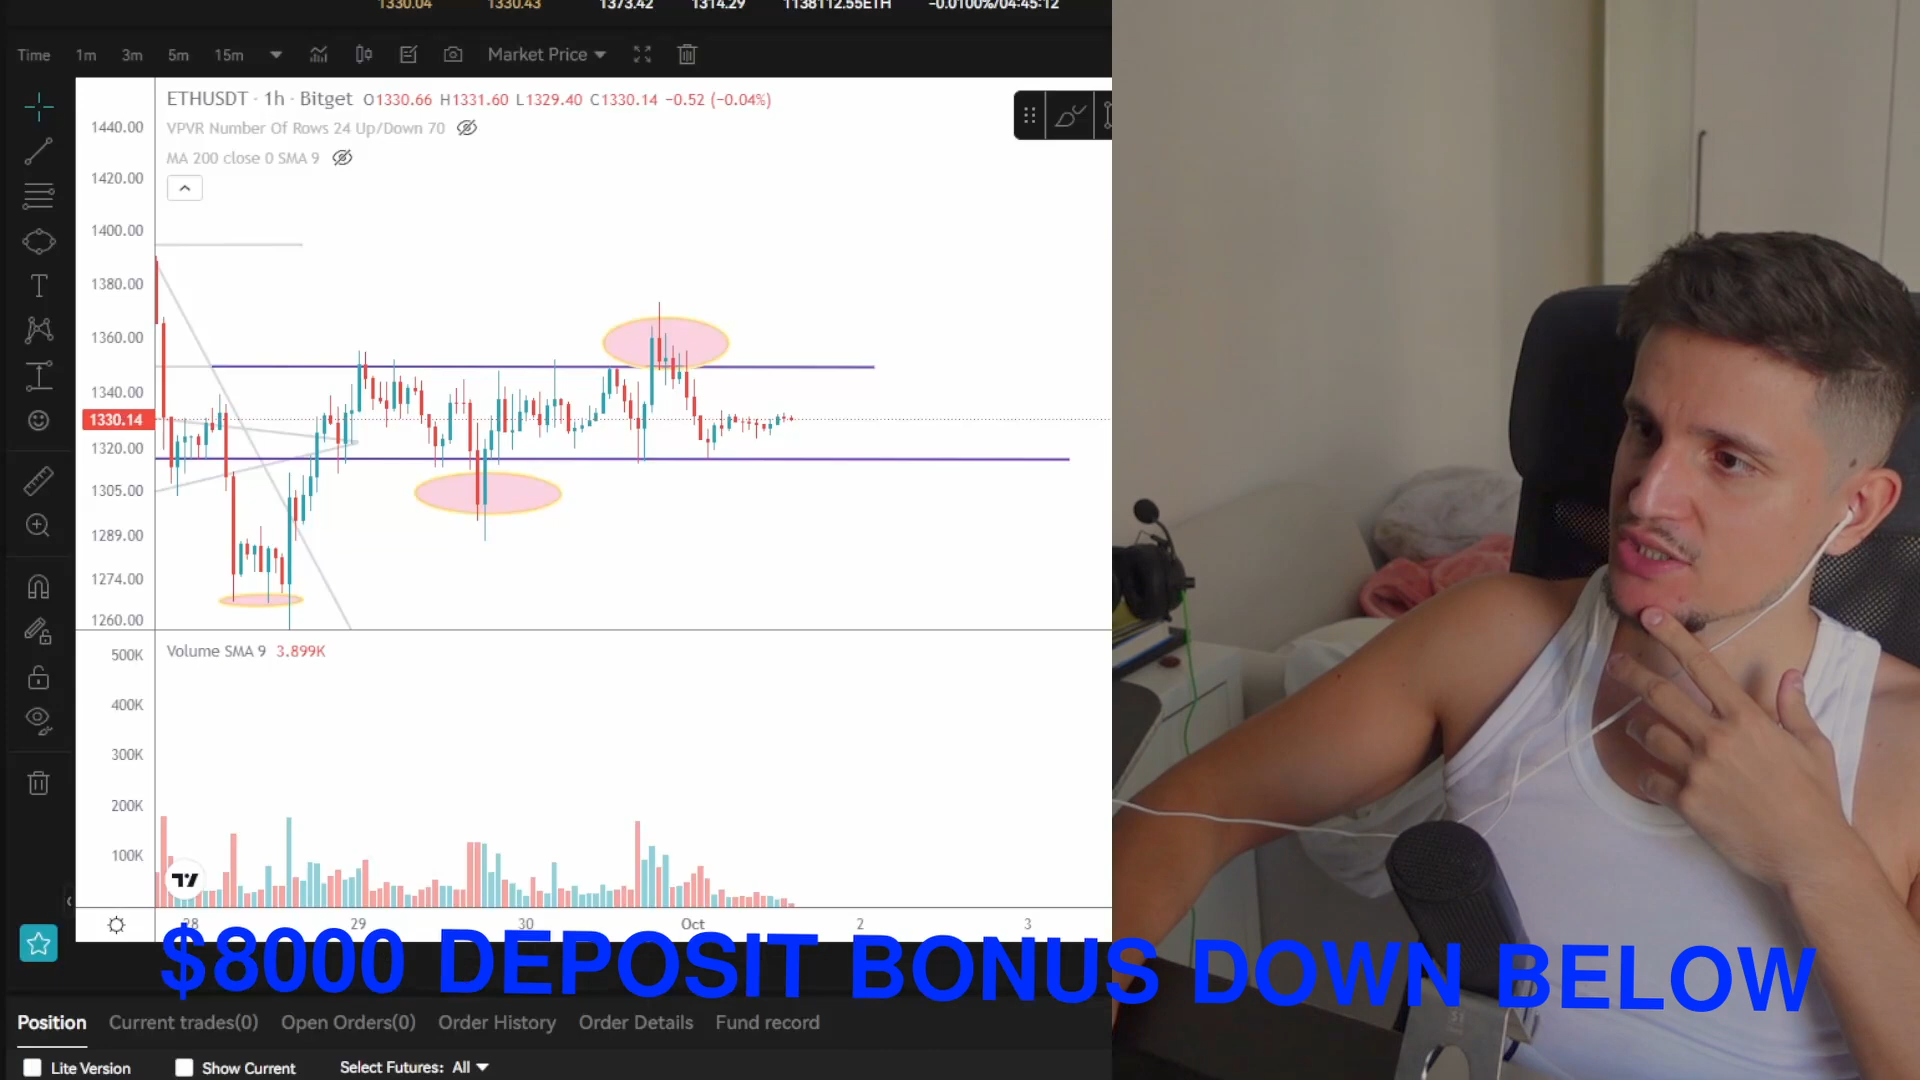 1330.04 1330.43 1373.42 1314.29 1138112.55ETH -0.0100%/04:45:12
Time 1m 3m 5m 15m Market Price
ETHUSDT · 1h · Bitget O1330.66 H1331.60 L1329.40 C1330.14 −0.52 (−0.04%)
VPVR Number Of Rows 24 Up/Down 70
MA 200 close 0 SMA 9
1440.00
1420.00
1400.00
1380.00
1360.00
1340.00
1330.14
1320.00
1305.00
1289.00
1274.00
1260.00
Volume SMA 9 3.899K
500K
400K
300K
200K
100K
28 29 30 Oct 2 3
$8000 DEPOSIT BONUS DOWN BELOW
Position Current trades(0) Open Orders(0) Order History Order Details Fund record
Lite Version Show Current Select Futures: All